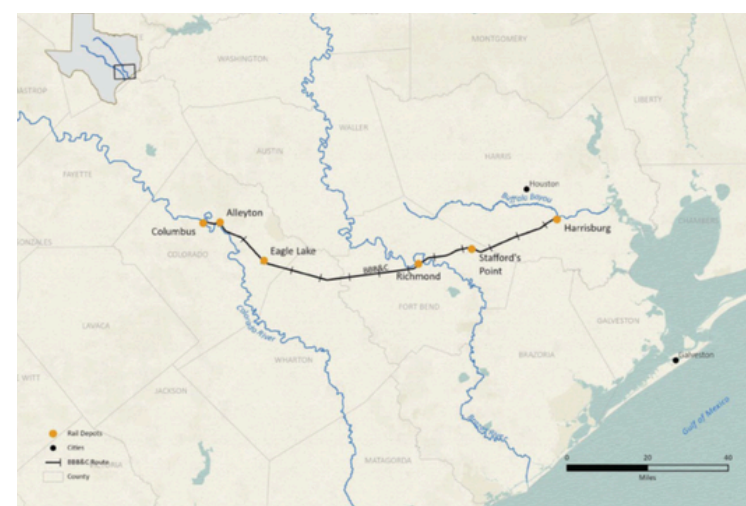 MONTGOMERY
WASHINGTON
LIBERTY
WALLER
AUSTIN
HARRIS
FAYETTE
Houston
Buffalo Bayou
Alleyton
Columbus
Harrisburg
CHAMBERS
GONZALES
COLORADO
Eagle Lake
Stafford's
Point
BBB&C
Richmond
FORT BEND
Colorado River
LAVACA
GALVESTON
WHARTON
BRAZORIA
Galveston
JACKSON
Gulf of Mexico
Rail Depots
Cities
BBB&C Route
County
MATAGORDA
0 20 40
Miles